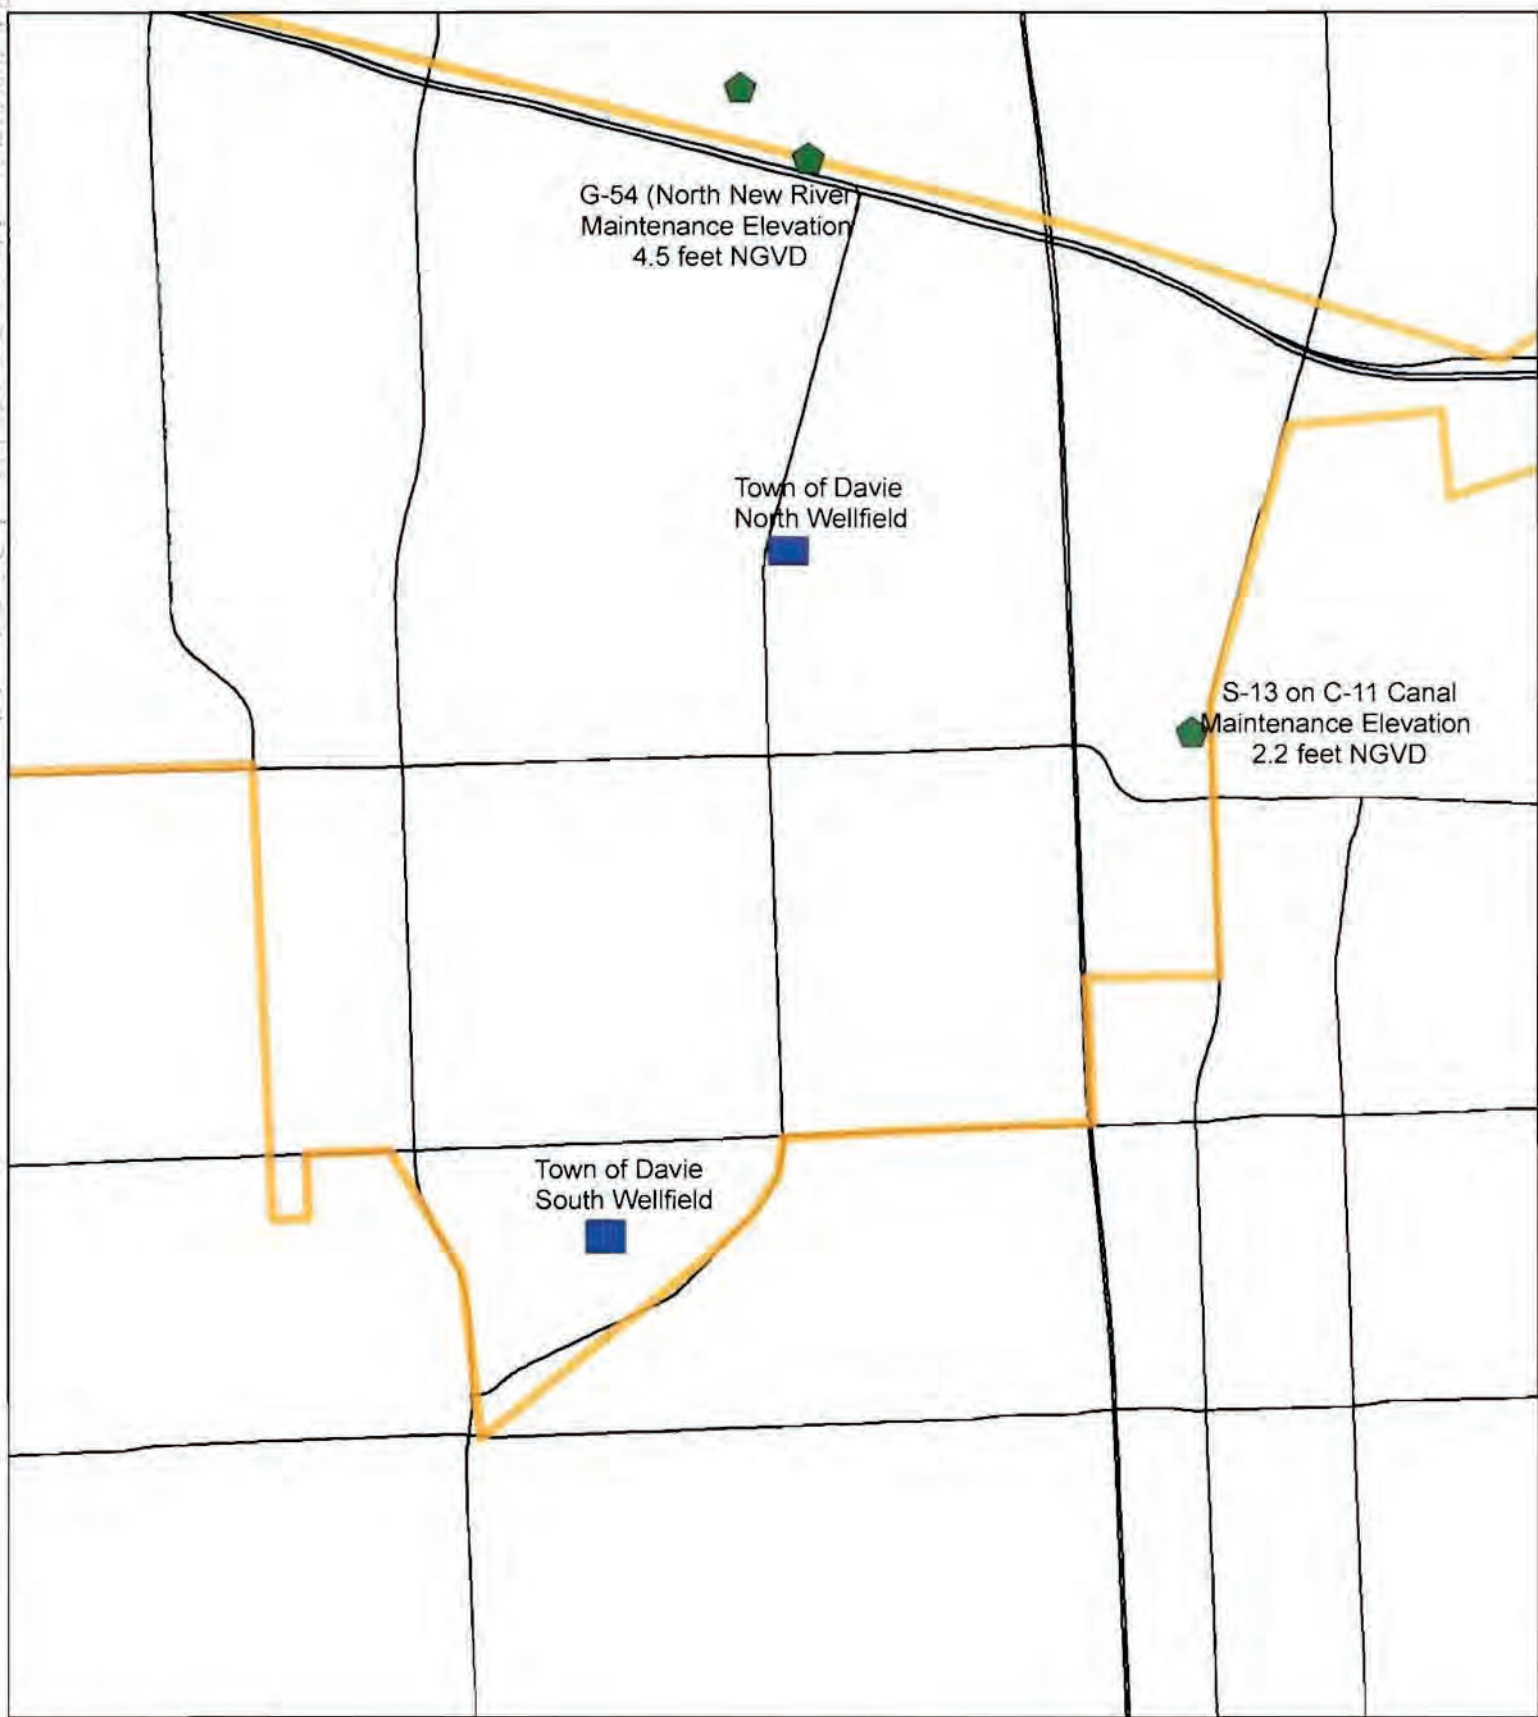 G-54 (North New River)
Maintenance Elevation
4.5 feet NGVD
Town of Davie
North Wellfield
S-13 on C-11 Canal
Maintenance Elevation
2.2 feet NGVD
Town of Davie
South Wellfield